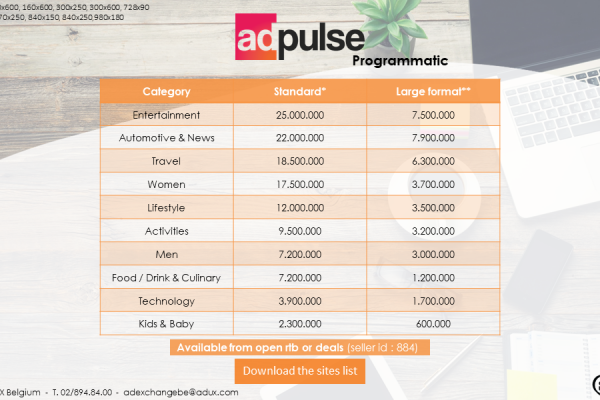 160x600, 300x250, 300x600, 728x90
840x150, 840x250,980x180
adpulse
Programmatic
Category Standard* Large format**
Entertainment 25.000.000 7.500.000
Automotive & News 22.000.000 7.900.000
Travel 18.500.000 6.300.000
Women 17.500.000 3.700.000
Lifestyle 12.000.000 3.500.000
Activities 9.500.000 3.200.000
Men 7.200.000 3.000.000
Food / Drink & Culinary 7.200.000 1.200.000
Technology 3.900.000 1.700.000
Kids & Baby 2.300.000 600.000
Available from open rtb or deals (seller id : 884)
Download the sites list
X Belgium - T. 02/894.84.00 - adexchangebe@adux.com